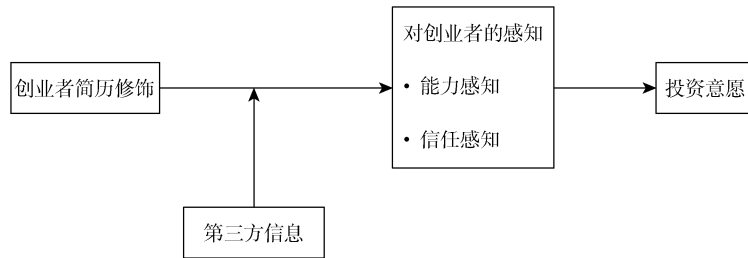 对创业者的感知
创业者简历修饰
• 能力感知
投资意愿
• 信任感知
第三方信息